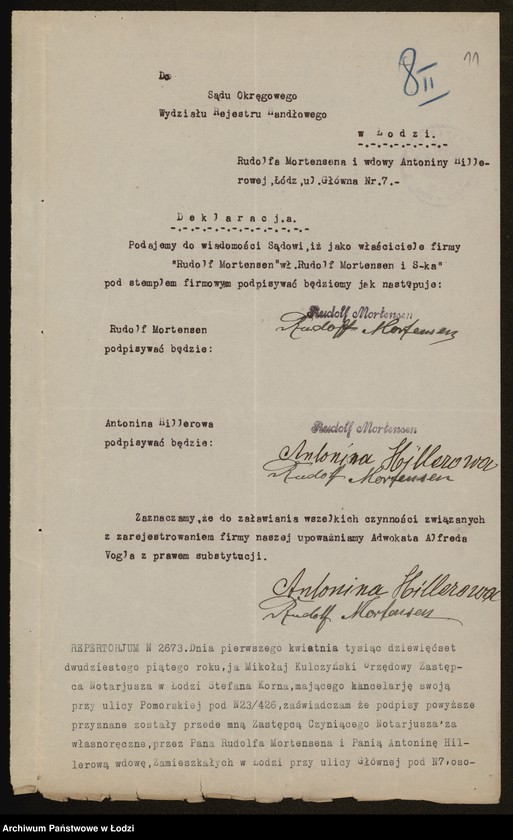 8
II
11
Do
Sądu Okręgowego
Wydziału Rejestru Handlowego
w Łodzi.
Rudolfa Mortensena i wdowy Antoniny Hille-
rowej,Łódz,ul.Główna Nr.7.-
Deklaracj.a.
Podajemy do wiadomości Sądowi,iż jako właściciele firmy
"Rudolf Mortensen"wł.Rudolf Mortensen i S-ka"
pod stemplem firmowym podpisywać będziemy jak następuje:
Rudolf Mortensen
Rudolf Mortensen
Rudolf Mortensen
podpisywać będzie:
Antonina Hillerowa
podpisywać będzie:
Rudolf Mortensen
Antonina Hillerowa
Rudolf Mortensen
Zaznaczamy,że do załawiania wszelkich czynności związanych
z zarejestrowaniem firmy naszej upoważniamy Adwokata Alfreda
Vogla z prawem substytucji.
Antonina Hillerowa
Rudolf Mortensen
REPERTORJUM N 2673.Dnia pierwszego kwietnia tysiąc dziewięćset
dwudziestego piątego roku,ja Mikołaj Kulczyński Urzędowy Zastęp-
ca Notarjusza w Łodzi Stefana Korna,mającego kancelarję swoją
przy ulicy Pomorskiej pod N23/426,zaświadczam że podpisy powyższe
przyznane zostały przede mną Zastępcą Czyniącego Notarjusza'za
własnoręczne,przez Pana Rudolfa Mortensena i Panią Antoninę Hil-
lerową wdowę,Zamieszkałych w Łodzi przy ulicy Głównej pod N7,oso-
Archiwum Państwowe w Łodzi